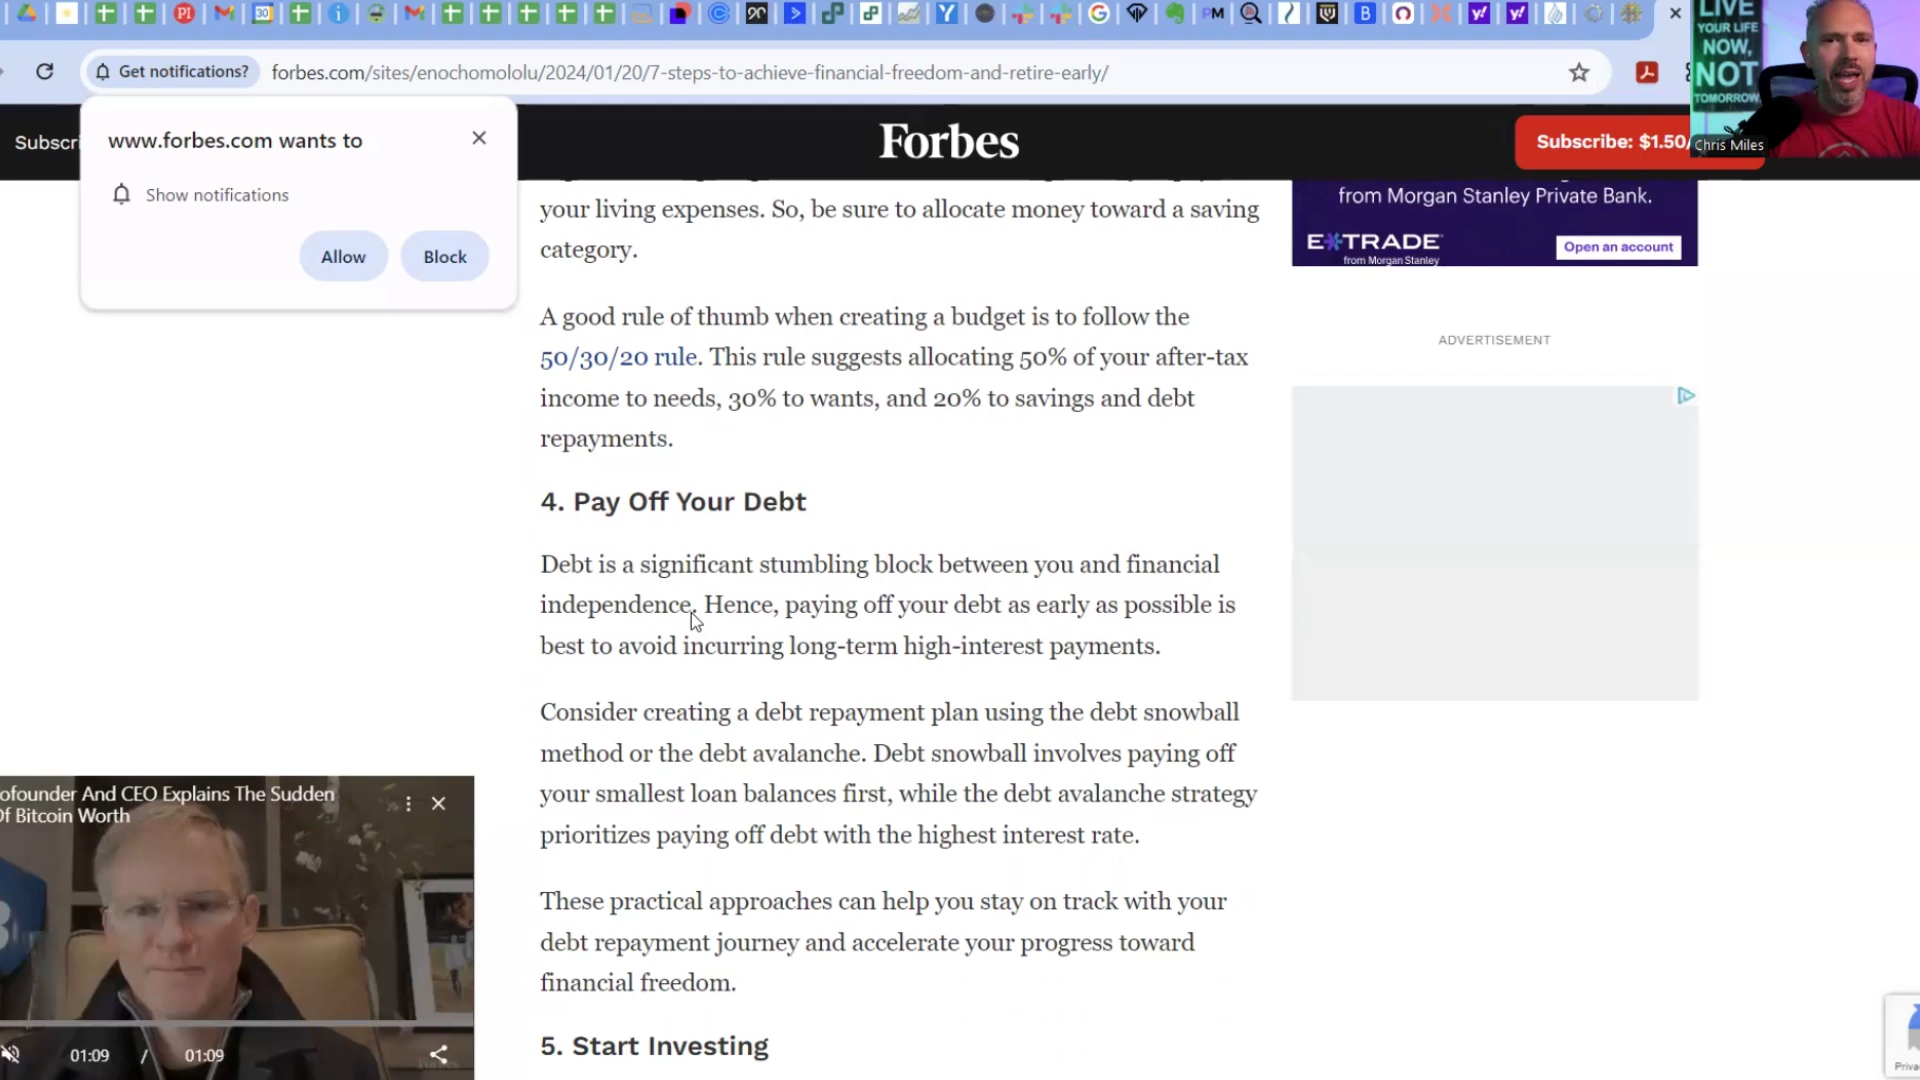 Get notifications?
forbes.com/sites/enochomololu/2024/01/20/7-steps-to-achieve-financial-freedom-and-retire-early/
LIVE
YOUR LIFE
NOW,
NOT
TOMORROW
Chris Miles
www.forbes.com wants to
Show notifications
Allow
Block
Subscri
Forbes
Subscribe: $1.50/
your living expenses. So, be sure to allocate money toward a saving
category.
A good rule of thumb when creating a budget is to follow the
50/30/20 rule. This rule suggests allocating 50% of your after-tax
income to needs, 30% to wants, and 20% to savings and debt
repayments.
4. Pay Off Your Debt
Debt is a significant stumbling block between you and financial
independence. Hence, paying off your debt as early as possible is
best to avoid incurring long-term high-interest payments.
Consider creating a debt repayment plan using the debt snowball
method or the debt avalanche. Debt snowball involves paying off
your smallest loan balances first, while the debt avalanche strategy
prioritizes paying off debt with the highest interest rate.
These practical approaches can help you stay on track with your
debt repayment journey and accelerate your progress toward
financial freedom.
5. Start Investing
from Morgan Stanley Private Bank.
E*TRADE
from Morgan Stanley
Open an account
ADVERTISEMENT
ofounder And CEO Explains The Sudden
Of Bitcoin Worth
01:09 / 01:09
Priva